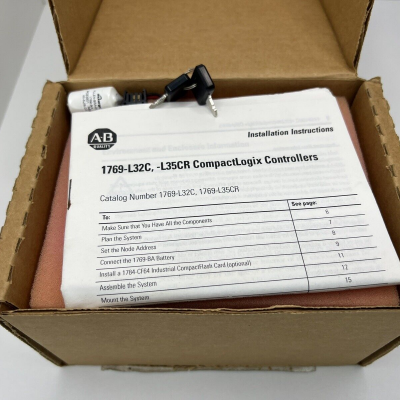 A-B
QUALITY
Installation Instructions
1769-L32C, -L35CR CompactLogix Controllers
Catalog Number 1769-L32C, 1769-L35CR
To: See page:
Make Sure that You Have All the Components 6
Plan the System 7
Set the Node Address 8
Connect the 1769-BA Battery 9
Install a 1784-CF64 Industrial CompactFlash Card (optional) 11
Assemble the System 12
Mount the System 15